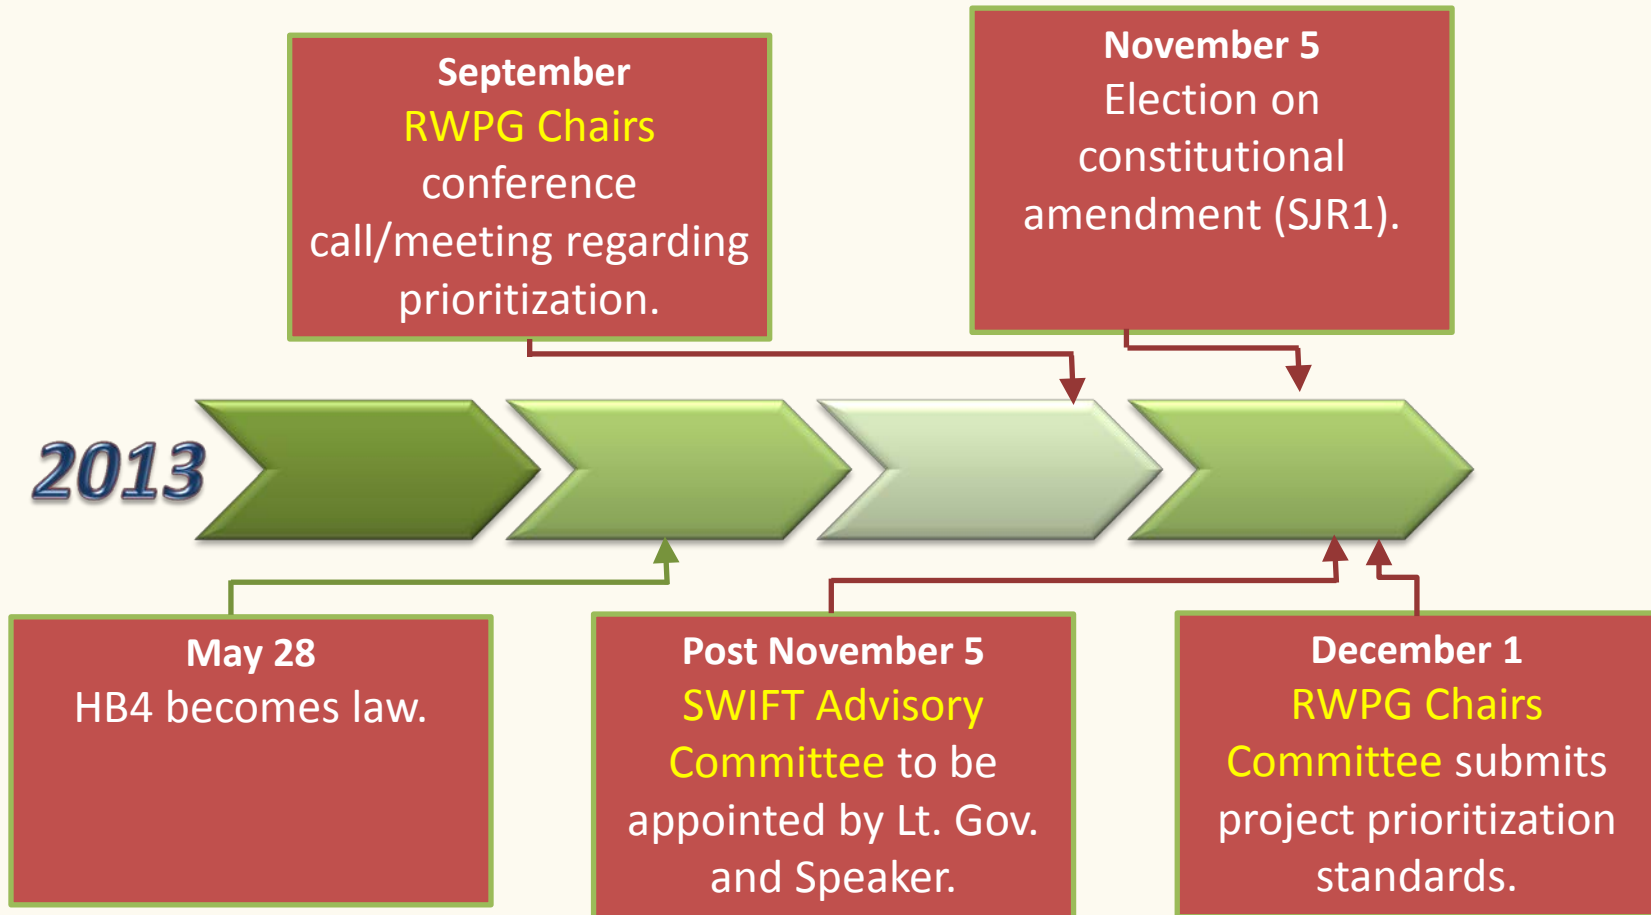 September
RWPG Chairs
conference
call/meeting regarding
prioritization.
November 5
Election on
constitutional
amendment (SJR1).
2013
May 28
HB4 becomes law.
Post November 5
SWIFT Advisory
Committee to be
appointed by Lt. Gov.
and Speaker.
December 1
RWPG Chairs
Committee submits
project prioritization
standards.